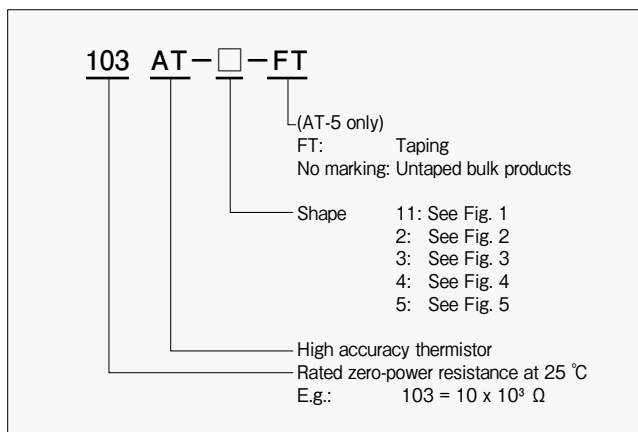 103 AT－□－FT
(AT-5 only)
FT: Taping
No marking: Untaped bulk products
Shape 11: See Fig. 1
2: See Fig. 2
3: See Fig. 3
4: See Fig. 4
5: See Fig. 5
High accuracy thermistor
Rated zero-power resistance at 25 ℃
E.g.: 103 = 10 x 10³ Ω